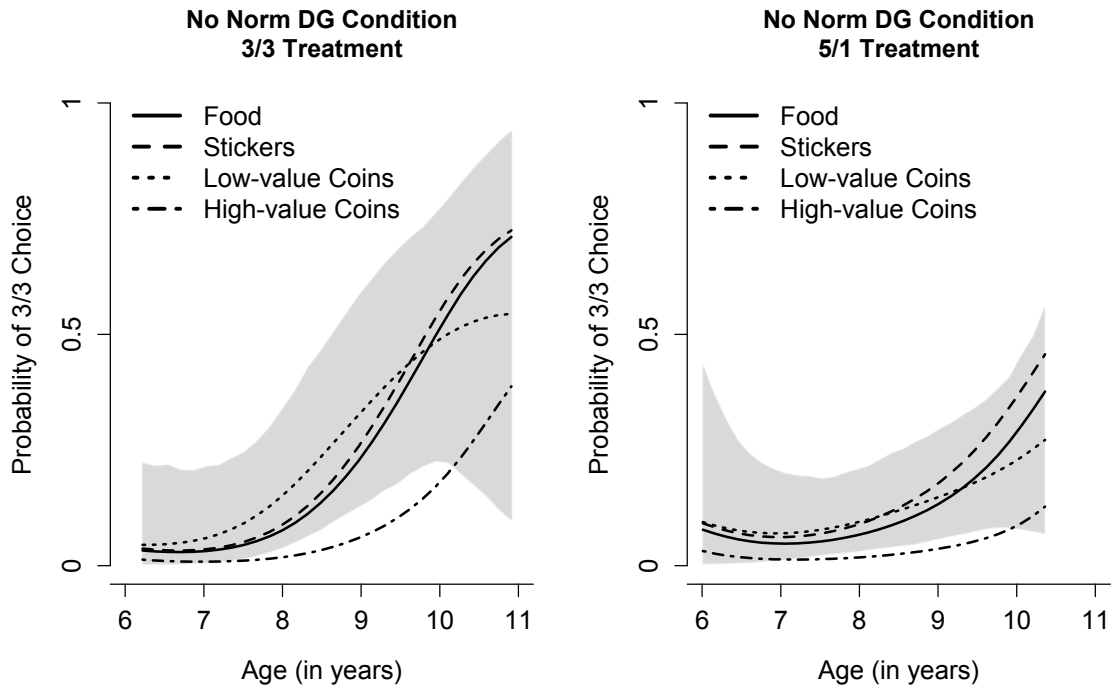 No Norm DG Condition
3/3 Treatment
Probability of 3/3 Choice
1
0.5
0
Food
Stickers
Low-value Coins
High-value Coins
6 7 8 9 10 11
Age (in years)
No Norm DG Condition
5/1 Treatment
Probability of 3/3 Choice
1
0.5
0
Food
Stickers
Low-value Coins
High-value Coins
6 7 8 9 10 11
Age (in years)